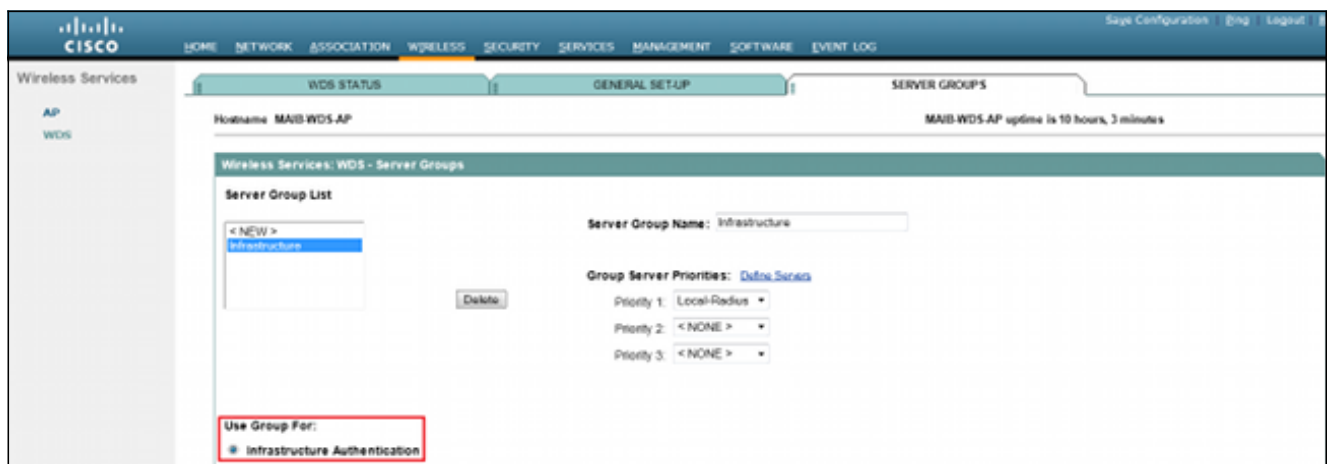 Save Configuration Ping Logout
CISCO
HOME NETWORK ASSOCIATION WIRELESS SECURITY SERVICES MANAGEMENT SOFTWARE EVENT LOG
Wireless Services
AP
WDS
WDS STATUS GENERAL SET-UP SERVER GROUPS
Hostname MAIB-WDS-AP MAIB-WDS-AP uptime is 10 hours, 3 minutes
Wireless Services: WDS - Server Groups
Server Group List
< NEW >
Infrastructure
Delete
Server Group Name: Infrastructure
Group Server Priorities: Define Servers
Priority 1: Local-Radius
Priority 2: < NONE >
Priority 3: < NONE >
Use Group For:
Infrastructure Authentication